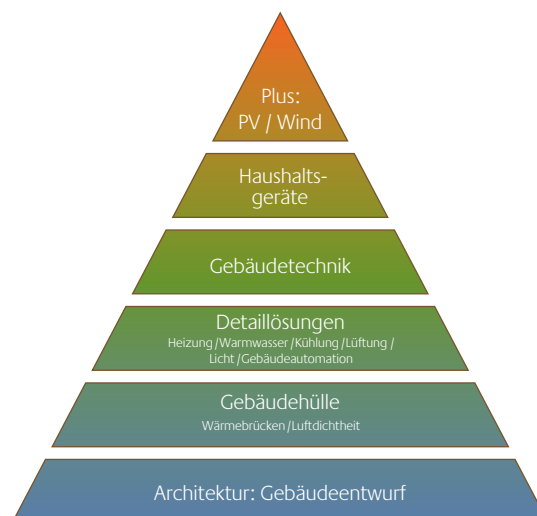 Plus:
PV / Wind
Haushalts-
geräte
Gebäudetechnik
Detaillösungen
Heizung/Warmwasser/Kühlung/Lüftung/
Licht/Gebäudeautomation
Gebäudehülle
Wärmebrücken/Luftdichtheit
Architektur: Gebäudeentwurf